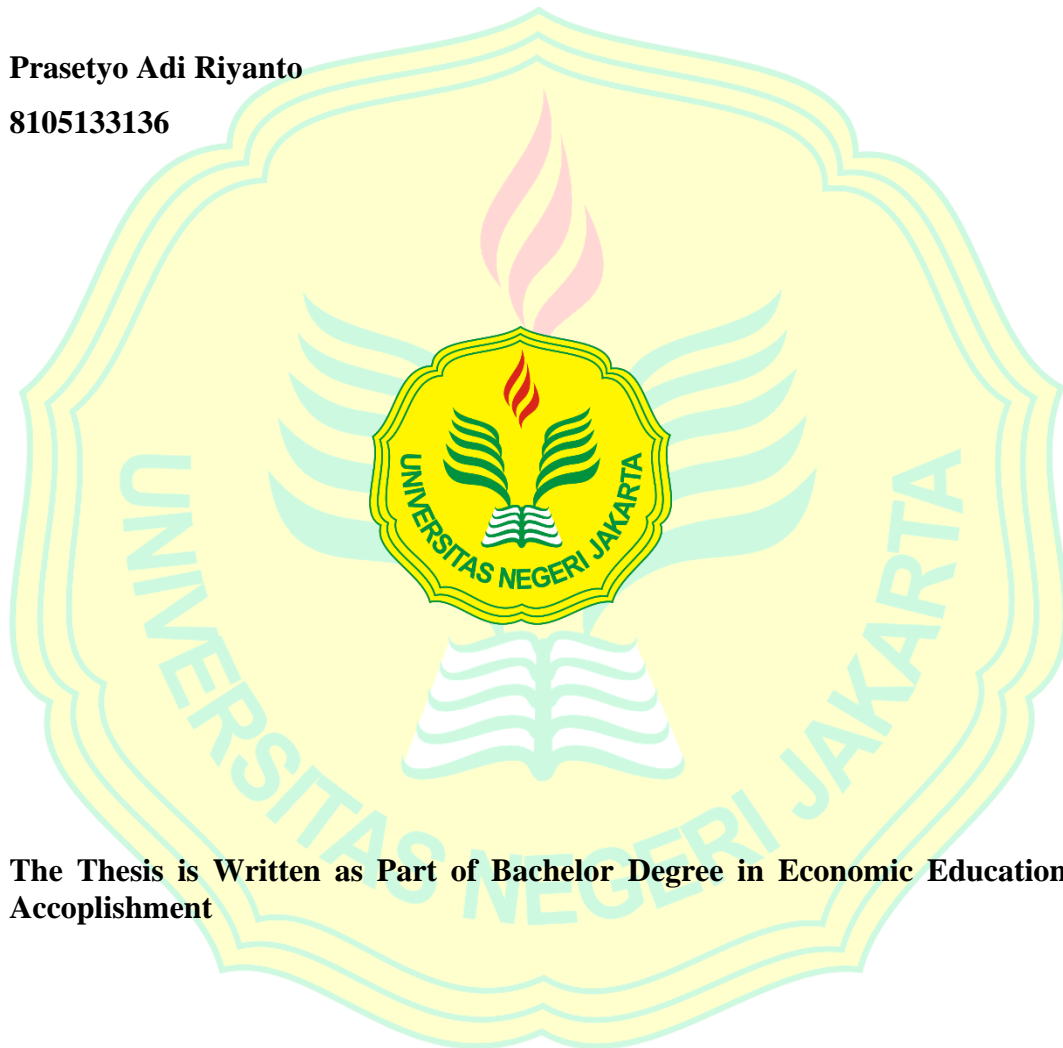 Prasetyo Adi Riyanto
8105133136
UNIVERSITAS NEGERI JAKARTA
UNIVERSITAS NEGERI JAKARTA
The Thesis is Written as Part of Bachelor Degree in Economic Education
Accoplishment